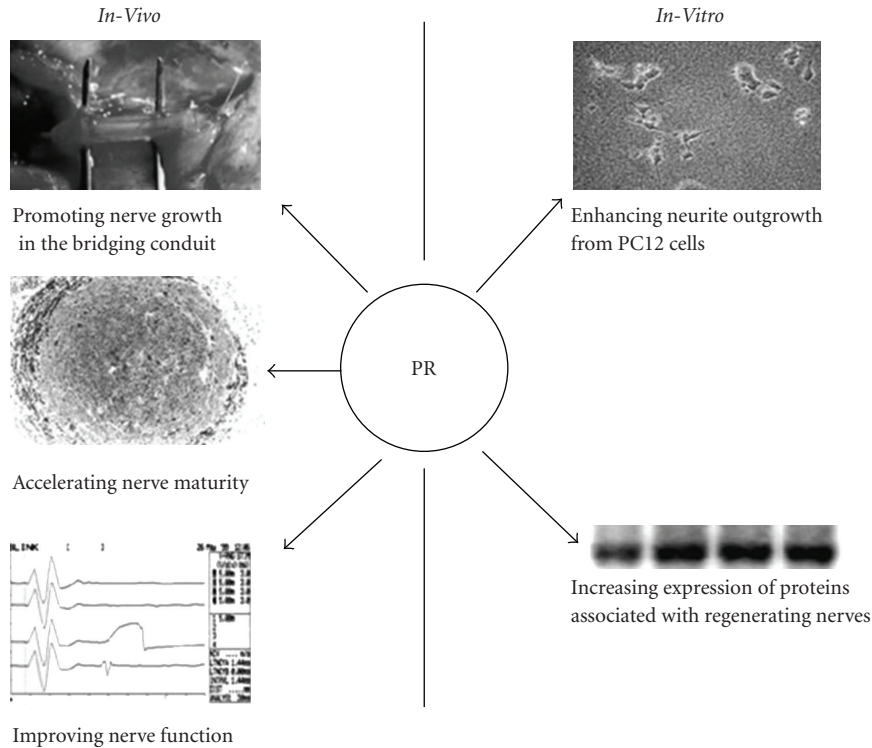 In-Vivo
In-Vitro
Promoting nerve growth
in the bridging conduit
Enhancing neurite outgrowth
from PC12 cells
PR
Accelerating nerve maturity
BLINK
Increasing expression of proteins
associated with regenerating nerves
Improving nerve function